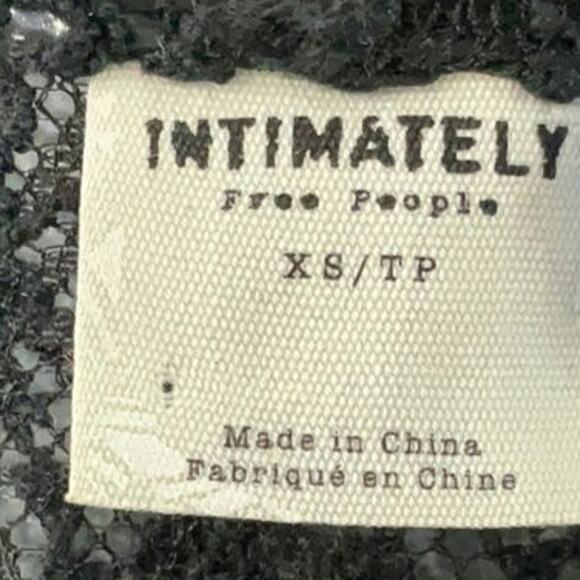 INTIMATELY
Free People
XS/TP
Made in China
Fabriqué en Chine